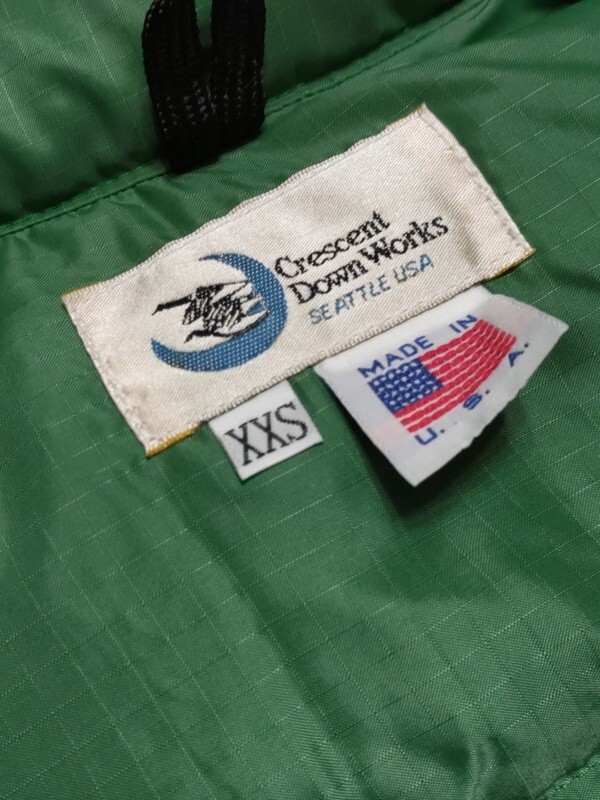 Crescent
Down Works
SEATTLE USA
MADE IN
U. S. A.
XXS